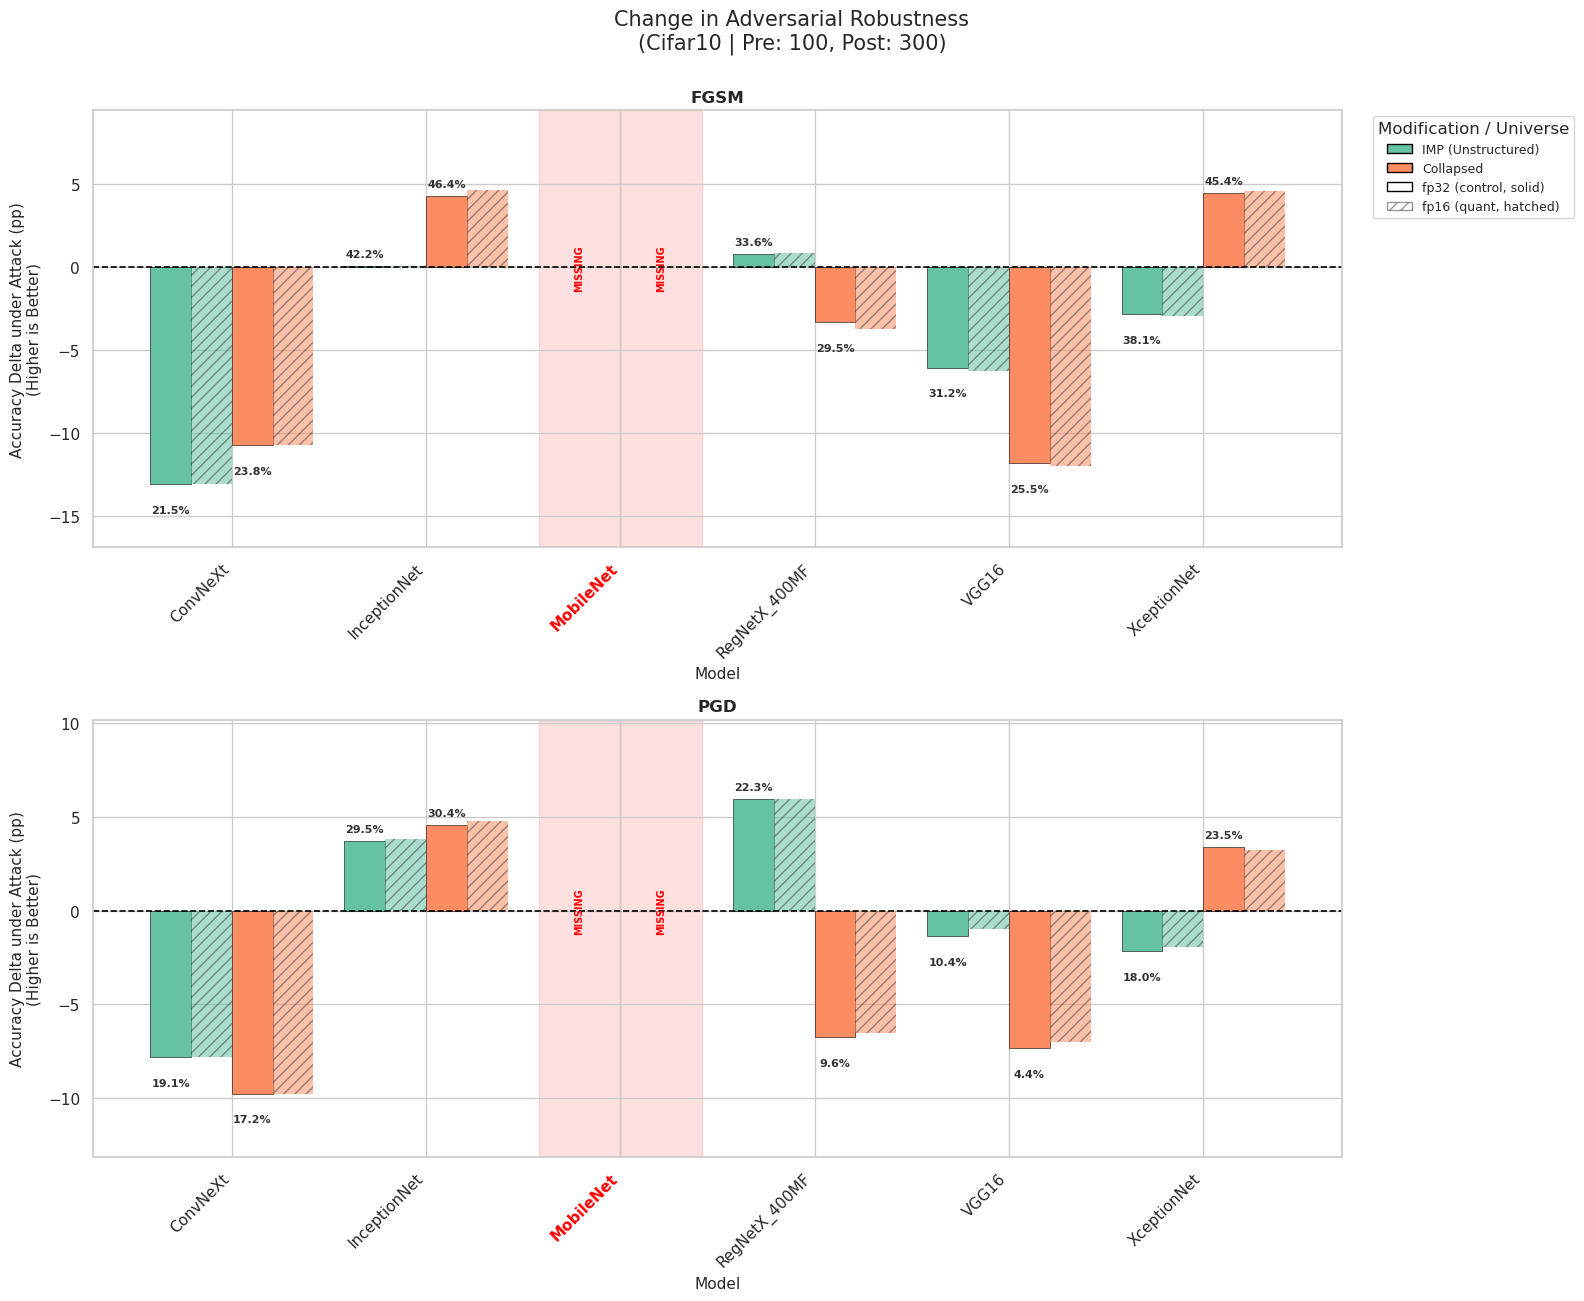 Change in Adversarial Robustness
(Cifar10 | Pre: 100, Post: 300)
FGSM
Accuracy Delta under Attack (pp)
(Higher is Better)
5
0
−5
−10
−15
21.5%
23.8%
42.2%
46.4%
MISSING
MISSING
33.6%
29.5%
31.2%
25.5%
38.1%
45.4%
ConvNeXt
InceptionNet
MobileNet
RegNetX_400MF
VGG16
XceptionNet
Model
Modification / Universe
IMP (Unstructured)
Collapsed
fp32 (control, solid)
fp16 (quant, hatched)
PGD
Accuracy Delta under Attack (pp)
(Higher is Better)
10
5
0
−5
−10
19.1%
17.2%
29.5%
30.4%
MISSING
MISSING
22.3%
9.6%
10.4%
4.4%
18.0%
23.5%
ConvNeXt
InceptionNet
MobileNet
RegNetX_400MF
VGG16
XceptionNet
Model